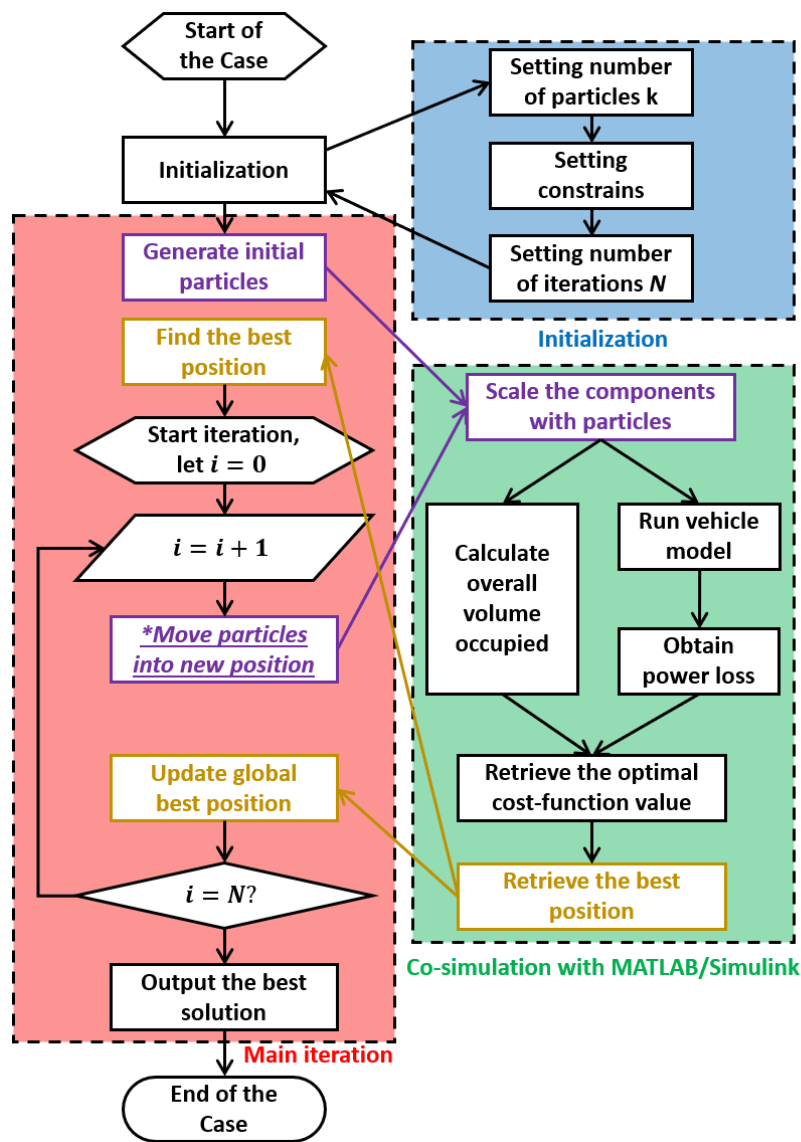 Start of
the Case
Initialization
Setting number
of particles k
Setting
constrains
Setting number
of iterations N
Initialization
Generate initial
particles
Find the best
position
Start iteration,
let i = 0
i = i + 1
*Move particles
into new position
Update global
best position
i = N?
Output the best
solution
Main iteration
End of the
Case
Scale the components
with particles
Calculate
overall
volume
occupied
Run vehicle
model
Obtain
power loss
Retrieve the optimal
cost-function value
Retrieve the best
position
Co-simulation with MATLAB/Simulink